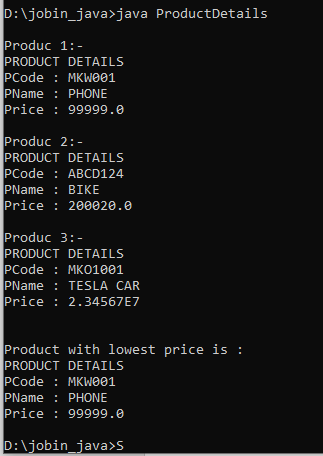 D:\jobin_java>java ProductDetails
Produc 1:-
PRODUCT DETAILS
PCode : MKW001
PName : PHONE
Price : 99999.0
Produc 2:-
PRODUCT DETAILS
PCode : ABCD124
PName : BIKE
Price : 200020.0
Produc 3:-
PRODUCT DETAILS
PCode : MKO1001
PName : TESLA CAR
Price : 2.34567E7
Product with lowest price is :
PRODUCT DETAILS
PCode : MKW001
PName : PHONE
Price : 99999.0
D:\jobin_java>S